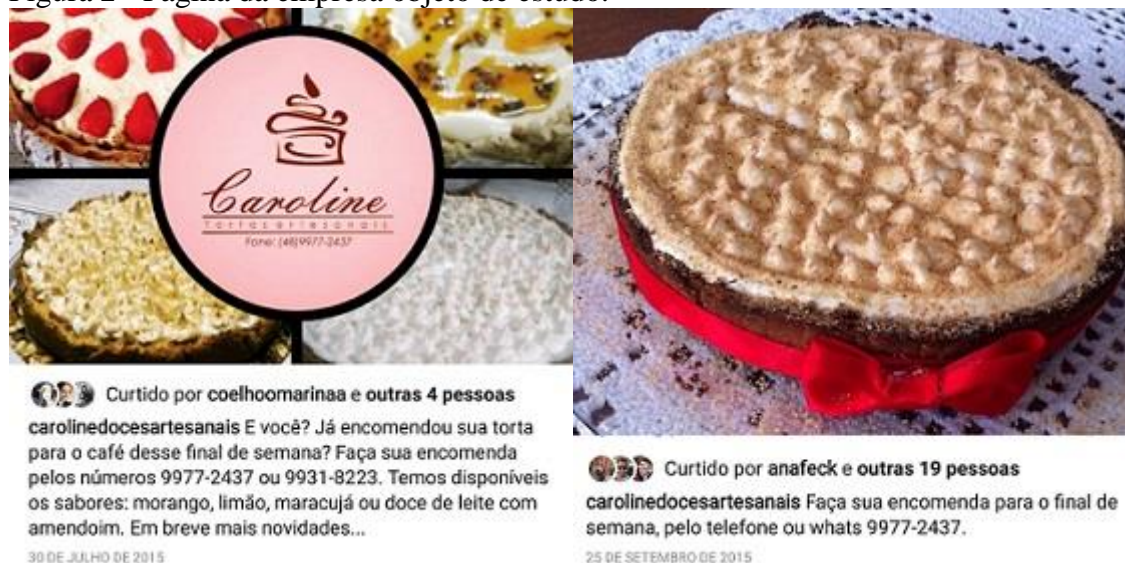 Figura 2 - Página da empresa objeto de estudo.
Caroline
Tortas artesanais
Fone: (48)9977-2437
Curtido por coelhoomarinaa e outras 4 pessoas
carolinedocesartesanais E você? Já encomendou sua torta
para o café desse final de semana? Faça sua encomenda
pelos números 9977-2437 ou 9931-8223. Temos disponíveis
os sabores: morango, limão, maracujá ou doce de leite com
amendoim. Em breve mais novidades...
30 DE JULHO DE 2015
Curtido por anafeck e outras 19 pessoas
carolinedocesartesanais Faça sua encomenda para o final de
semana, pelo telefone ou whats 9977-2437.
25 DE SETEMBRO DE 2015